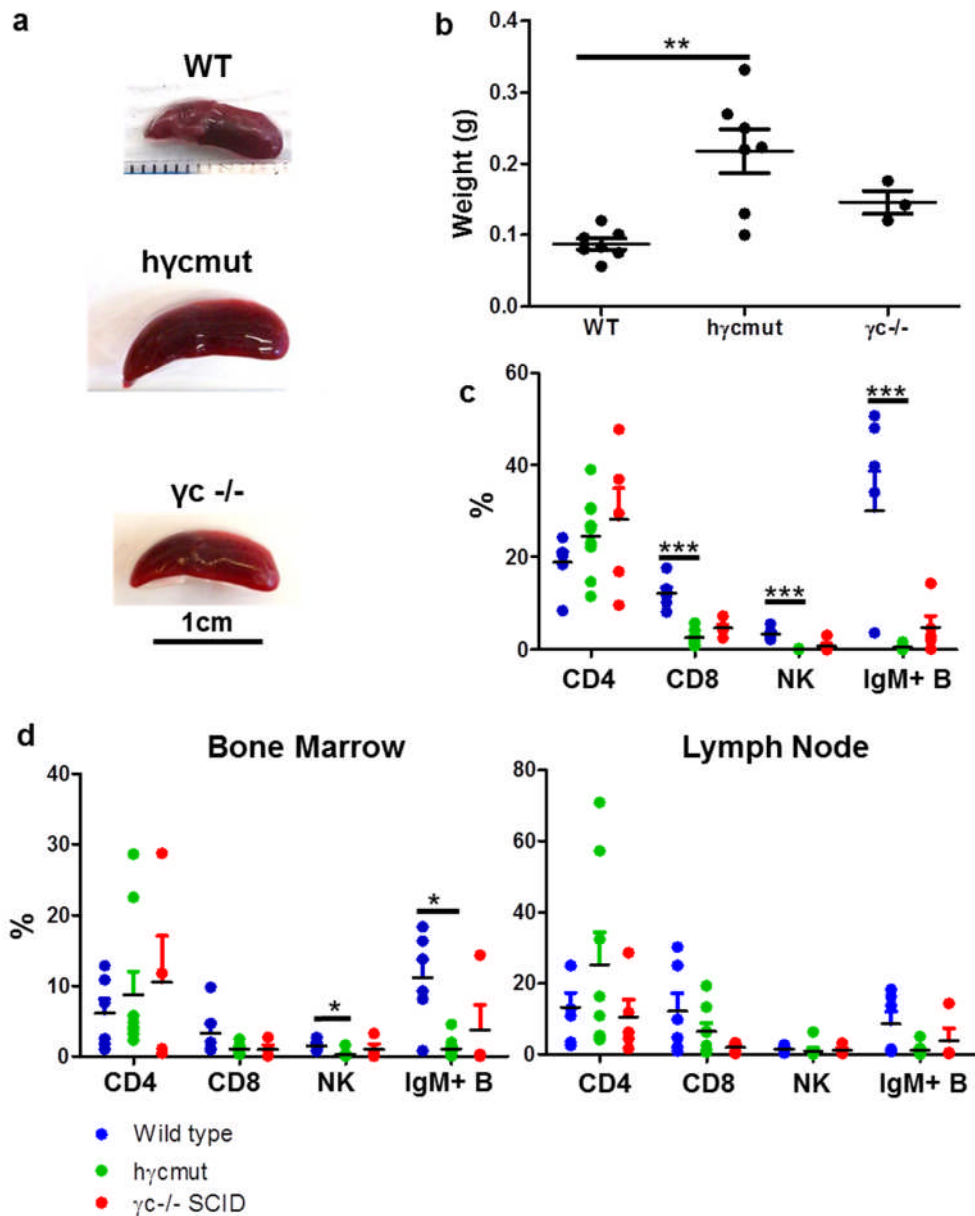 a
WT
hγcmut
γc -/-
1cm
b
**
Weight (g)
0.4
0.3
0.2
0.1
0.0
WT hγcmut γc-/-
c
%
60
40
20
0
***
***
***
CD4 CD8 NK IgM+ B
d
Bone Marrow
%
40
30
20
10
0
*
*
CD4 CD8 NK IgM+ B
Lymph Node
80
60
40
20
0
CD4 CD8 NK IgM+ B
Wild type
hγcmut
γc-/- SCID